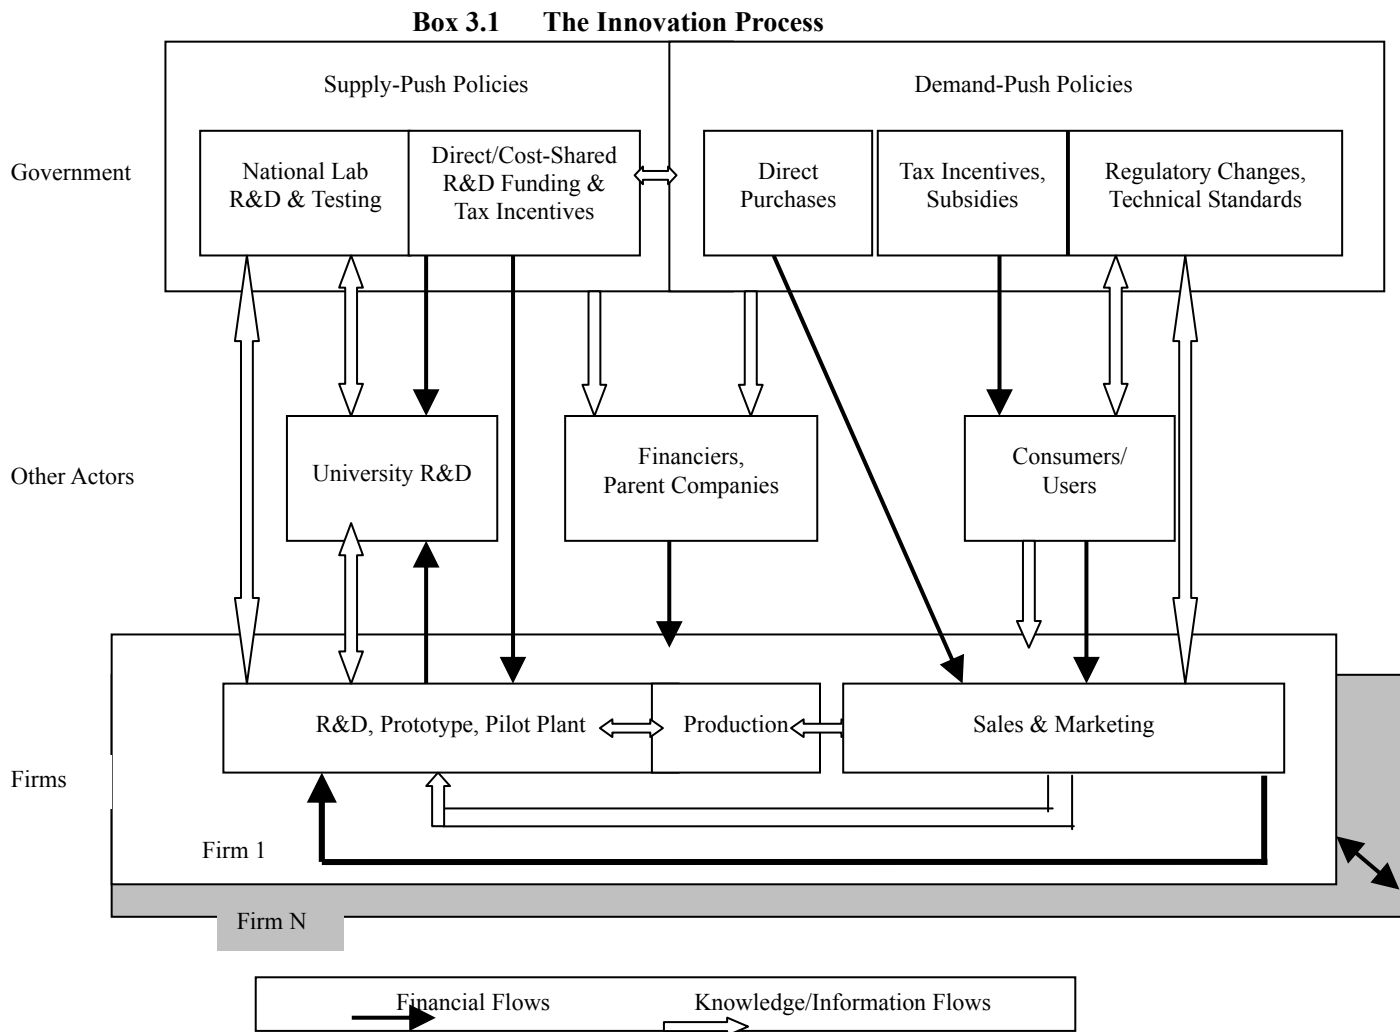 Box 3.1 The Innovation Process
Supply-Push Policies
Demand-Push Policies
Government
National Lab
R&D & Testing
Direct/Cost-Shared
R&D Funding &
Tax Incentives
Direct
Purchases
Tax Incentives,
Subsidies
Regulatory Changes,
Technical Standards
Other Actors
University R&D
Financiers,
Parent Companies
Consumers/
Users
Firms
R&D, Prototype, Pilot Plant
Production
Sales & Marketing
Firm 1
Firm N
Financial Flows
Knowledge/Information Flows